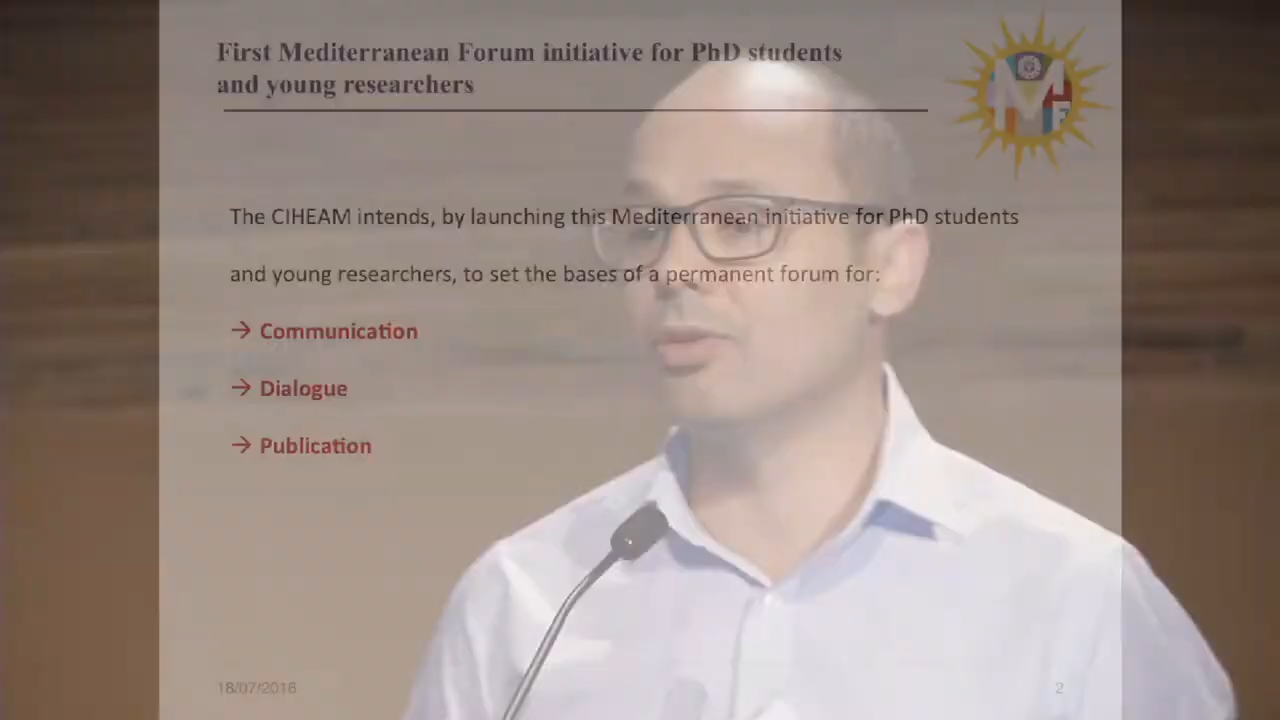 First Mediterranean Forum initiative for PhD students
and young researchers
The CIHEAM intends, by launching this Mediterranean initiative for PhD students
and young researchers, to set the bases of a permanent forum for:
→ Communication
→ Dialogue
→ Publication
18/07/2016
2